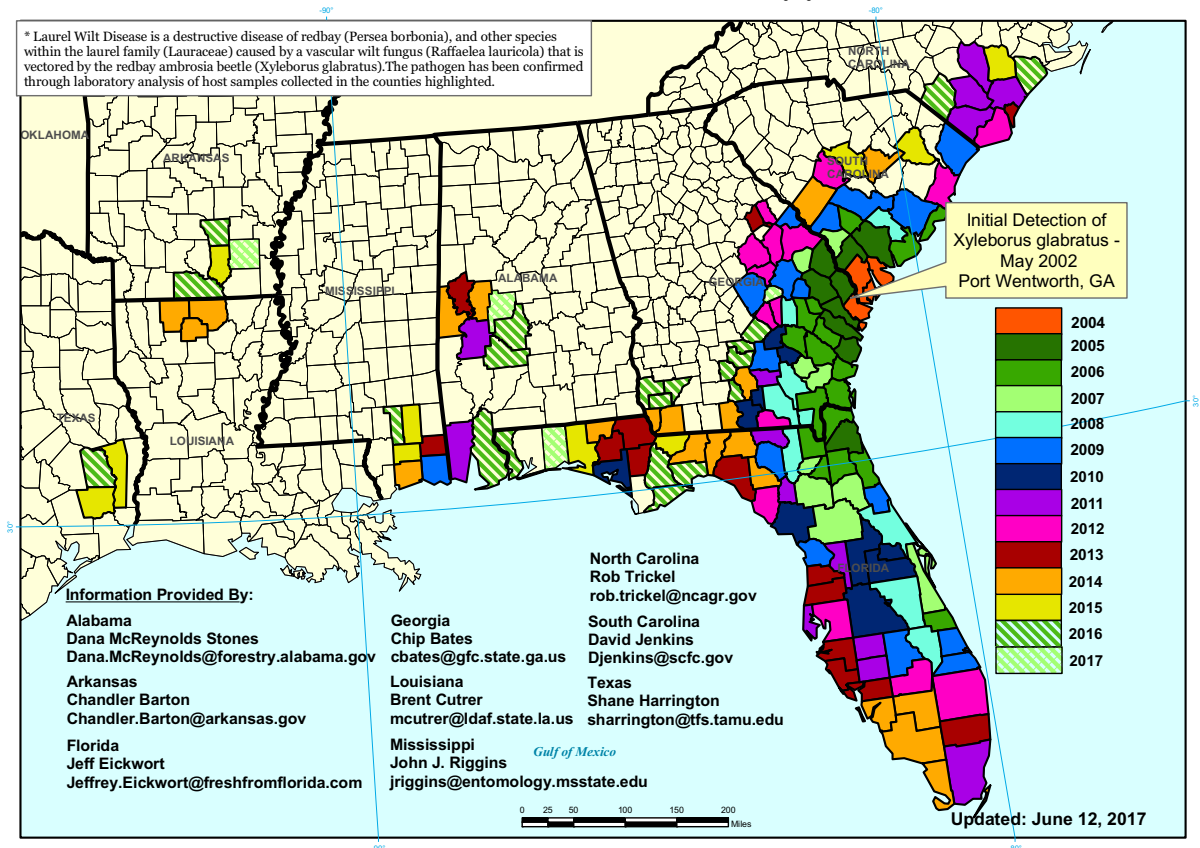 -90°
-80°
* Laurel Wilt Disease is a destructive disease of redbay (Persea borbonia), and other species
within the laurel family (Lauraceae) caused by a vascular wilt fungus (Raffaelea lauricola) that is
vectored by the redbay ambrosia beetle (Xyleborus glabratus).The pathogen has been confirmed
through laboratory analysis of host samples collected in the counties highlighted.
NORTH
CAROLINA
OKLAHOMA
ARKANSAS
SOUTH
CAROLINA
Initial Detection of
Xyleborus glabratus -
May 2002
Port Wentworth, GA
MISSISSIPPI
ALABAMA
GEORGIA
TEXAS
LOUISIANA
FLORIDA
2004
2005
2006
2007
2008
2009
2010
2011
2012
2013
2014
2015
2016
2017
30°
30°
Information Provided By:
Alabama
Dana McReynolds Stones
Dana.McReynolds@forestry.alabama.gov
Arkansas
Chandler Barton
Chandler.Barton@arkansas.gov
Florida
Jeff Eickwort
Jeffrey.Eickwort@freshfromflorida.com
Georgia
Chip Bates
cbates@gfc.state.ga.us
Louisiana
Brent Cutrer
mcutrer@ldaf.state.la.us
Mississippi
John J. Riggins
jriggins@entomology.msstate.edu
North Carolina
Rob Trickel
rob.trickel@ncagr.gov
South Carolina
David Jenkins
Djenkins@scfc.gov
Texas
Shane Harrington
sharrington@tfs.tamu.edu
Gulf of Mexico
0 25 50 100 150 200
Miles
Updated: June 12, 2017